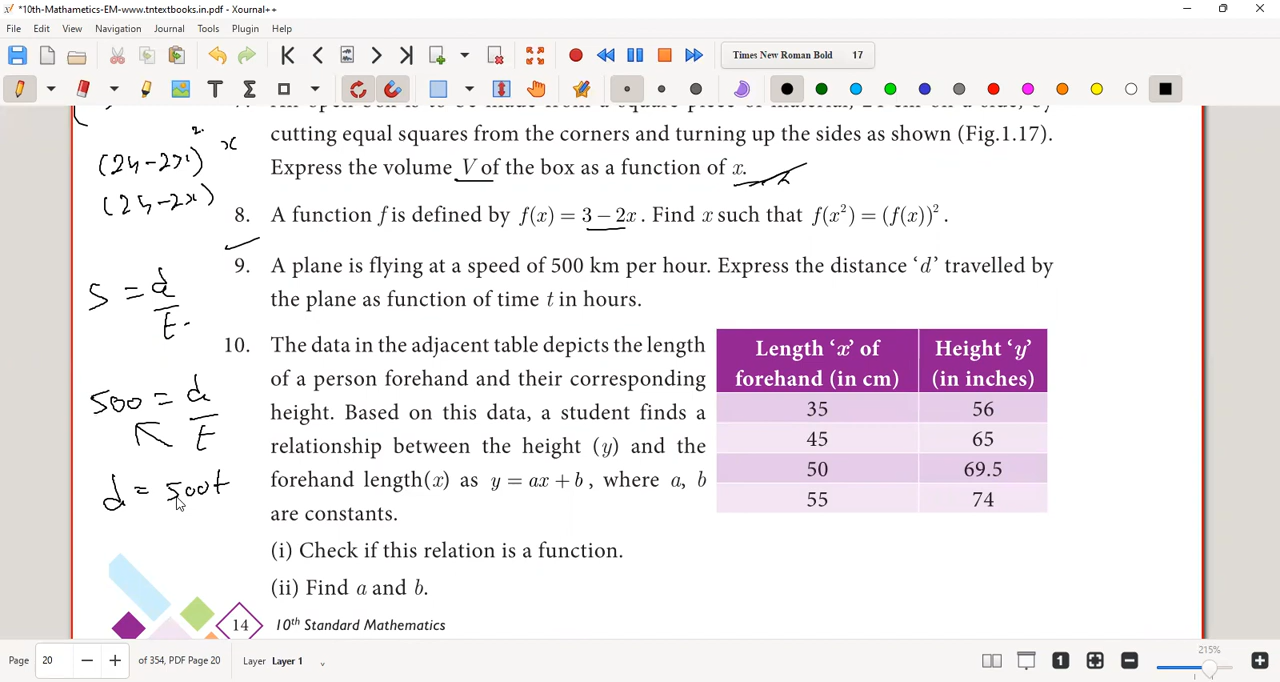 *10th-Mathametics-EM-www.tntextbooks.in.pdf - Xournal++
File Edit View Navigation Journal Tools Plugin Help
Times New Roman Bold 17
cutting equal squares from the corners and turning up the sides as shown (Fig.1.17).
Express the volume V of the box as a function of x.
(24-2x) x
(24-2x)
8. A function f is defined by f(x) = 3 − 2x. Find x such that f(x²) = (f(x))².
9. A plane is flying at a speed of 500 km per hour. Express the distance ‘d’ travelled by
the plane as function of time t in hours.
S = d
t
500 = d
t
d = 500t
10. The data in the adjacent table depicts the length
of a person forehand and their corresponding
height. Based on this data, a student finds a
relationship between the height (y) and the
forehand length(x) as y = ax + b, where a, b
are constants.
(i) Check if this relation is a function.
(ii) Find a and b.
Length ‘x’ of forehand (in cm) Height ‘y’ (in inches)
35 56
45 65
50 69.5
55 74
14 10th Standard Mathematics
Page 20 of 354, PDF Page 20 Layer Layer 1 215%